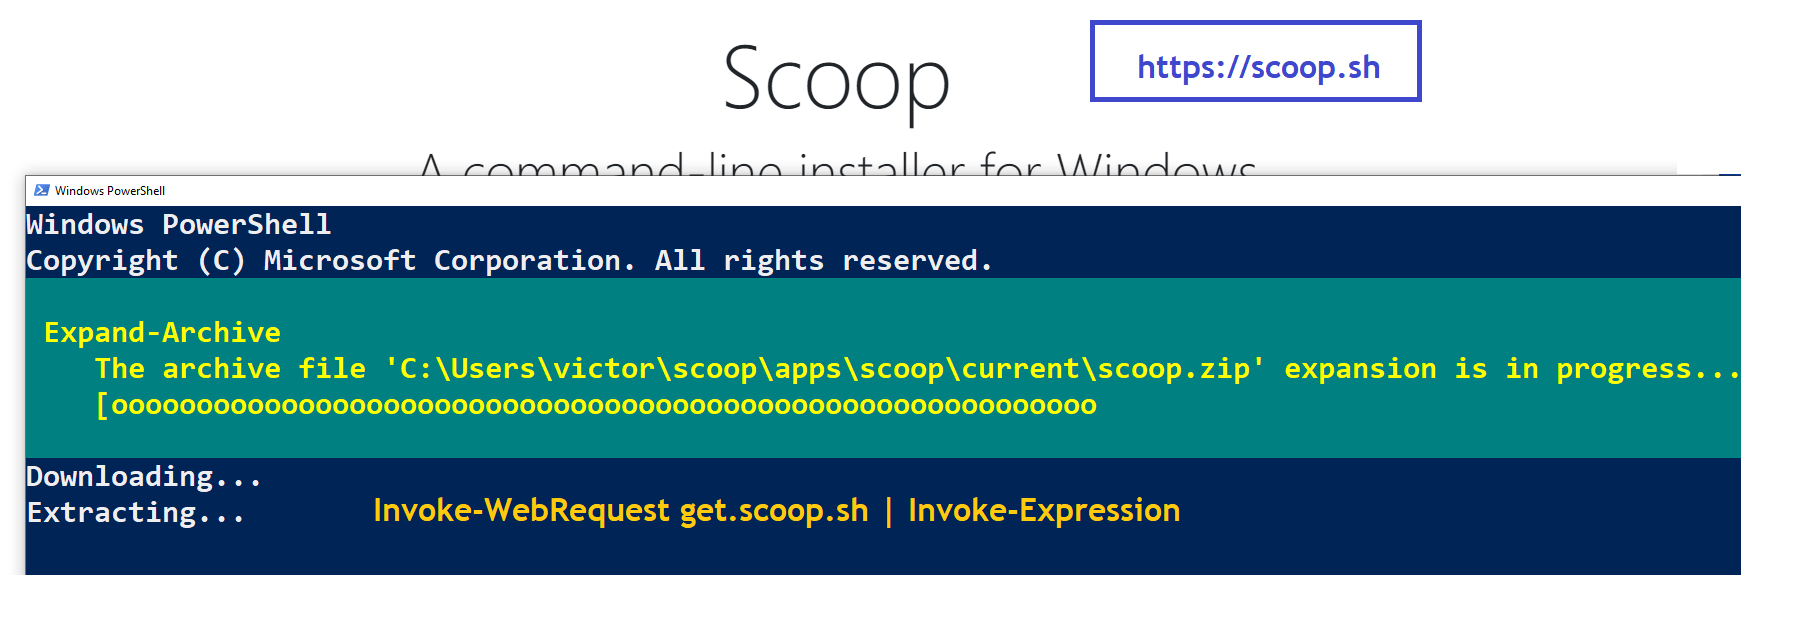 Scoop
https://scoop.sh
A command-line installer for Windows
Windows PowerShell
Windows PowerShell
Copyright (C) Microsoft Corporation. All rights reserved.
Expand-Archive
The archive file 'C:\Users\victor\scoop\apps\scoop\current\scoop.zip' expansion is in progress...
[oooooooooooooooooooooooooooooooooooooooooooooooooooooooooo
Downloading...
Extracting...
Invoke-WebRequest get.scoop.sh | Invoke-Expression